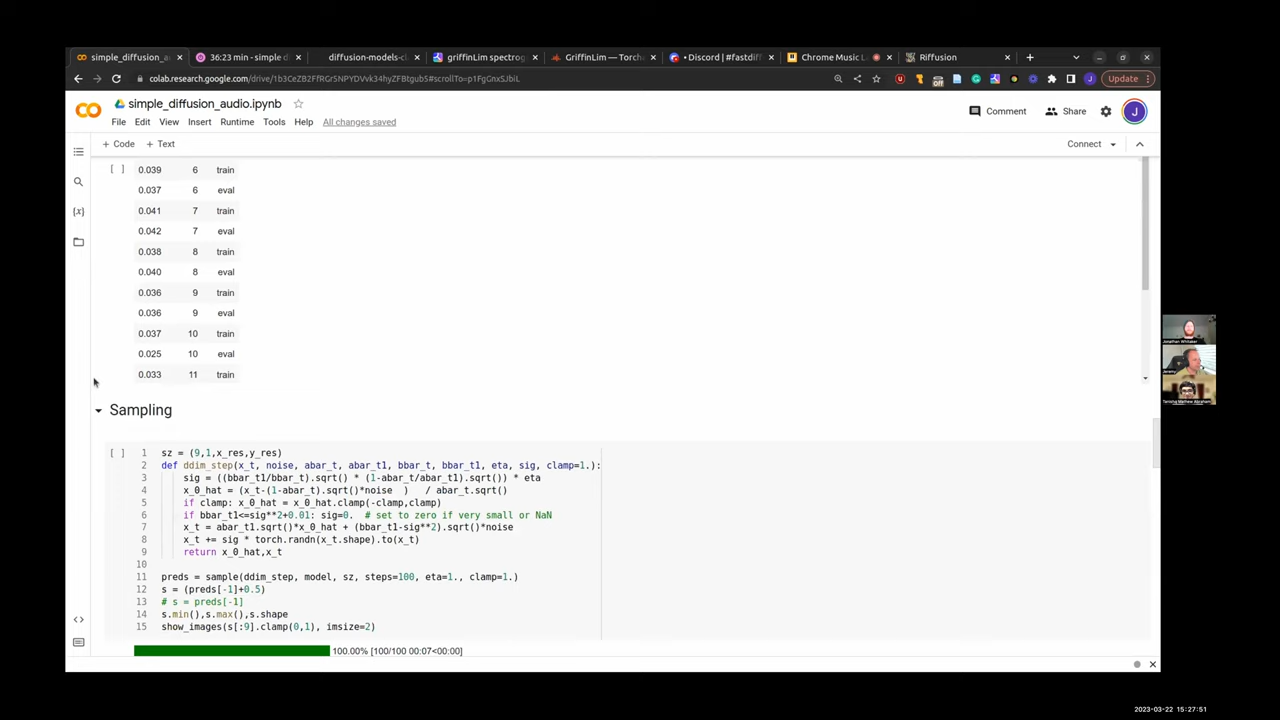 simple_diffusion_a
36:23 min - simple d
diffusion-models-cl
griffinLim spectrog
GriffinLim — Torch
• Discord | #fastdiff
Chrome Music L
Riffusion
colab.research.google.com/drive/1b3CeZB2FfRGrSNPYDVvk34hyZFBtgub5#scrollTo=p1FgGnxSJbiL
Update
simple_diffusion_audio.ipynb
Comment
Share
J
File Edit View Insert Runtime Tools Help All changes saved
+ Code + Text
Connect
[ ] 0.039 6 train
0.037 6 eval
0.041 7 train
0.042 7 eval
0.038 8 train
0.040 8 eval
0.036 9 train
0.036 9 eval
0.037 10 train
0.025 10 eval
0.033 11 train
Sampling
[ ] 1 sz = (9,1,x_res,y_res)
2 def ddim_step(x_t, noise, abar_t, abar_t1, bbar_t, bbar_t1, eta, sig, clamp=1.):
3 sig = ((bbar_t1/bbar_t).sqrt() * (1-abar_t/abar_t1).sqrt()) * eta
4 x_0_hat = (x_t-(1-abar_t).sqrt()*noise ) / abar_t.sqrt()
5 if clamp: x_0_hat = x_0_hat.clamp(-clamp,clamp)
6 if bbar_t1<=sig**2+0.01: sig=0. # set to zero if very small or NaN
7 x_t = abar_t1.sqrt()*x_0_hat + (bbar_t1-sig**2).sqrt()*noise
8 x_t += sig * torch.randn(x_t.shape).to(x_t)
9 return x_0_hat,x_t
10
11 preds = sample(ddim_step, model, sz, steps=100, eta=1., clamp=1.)
12 s = (preds[-1]+0.5)
13 # s = preds[-1]
14 s.min(),s.max(),s.shape
15 show_images(s[:9].clamp(0,1), imsize=2)
100.00% [100/100 00:07<00:00]
Jonathan Whitaker
Jeremy
Tanishq Mathew Abraham
2023-03-22 15:27:51